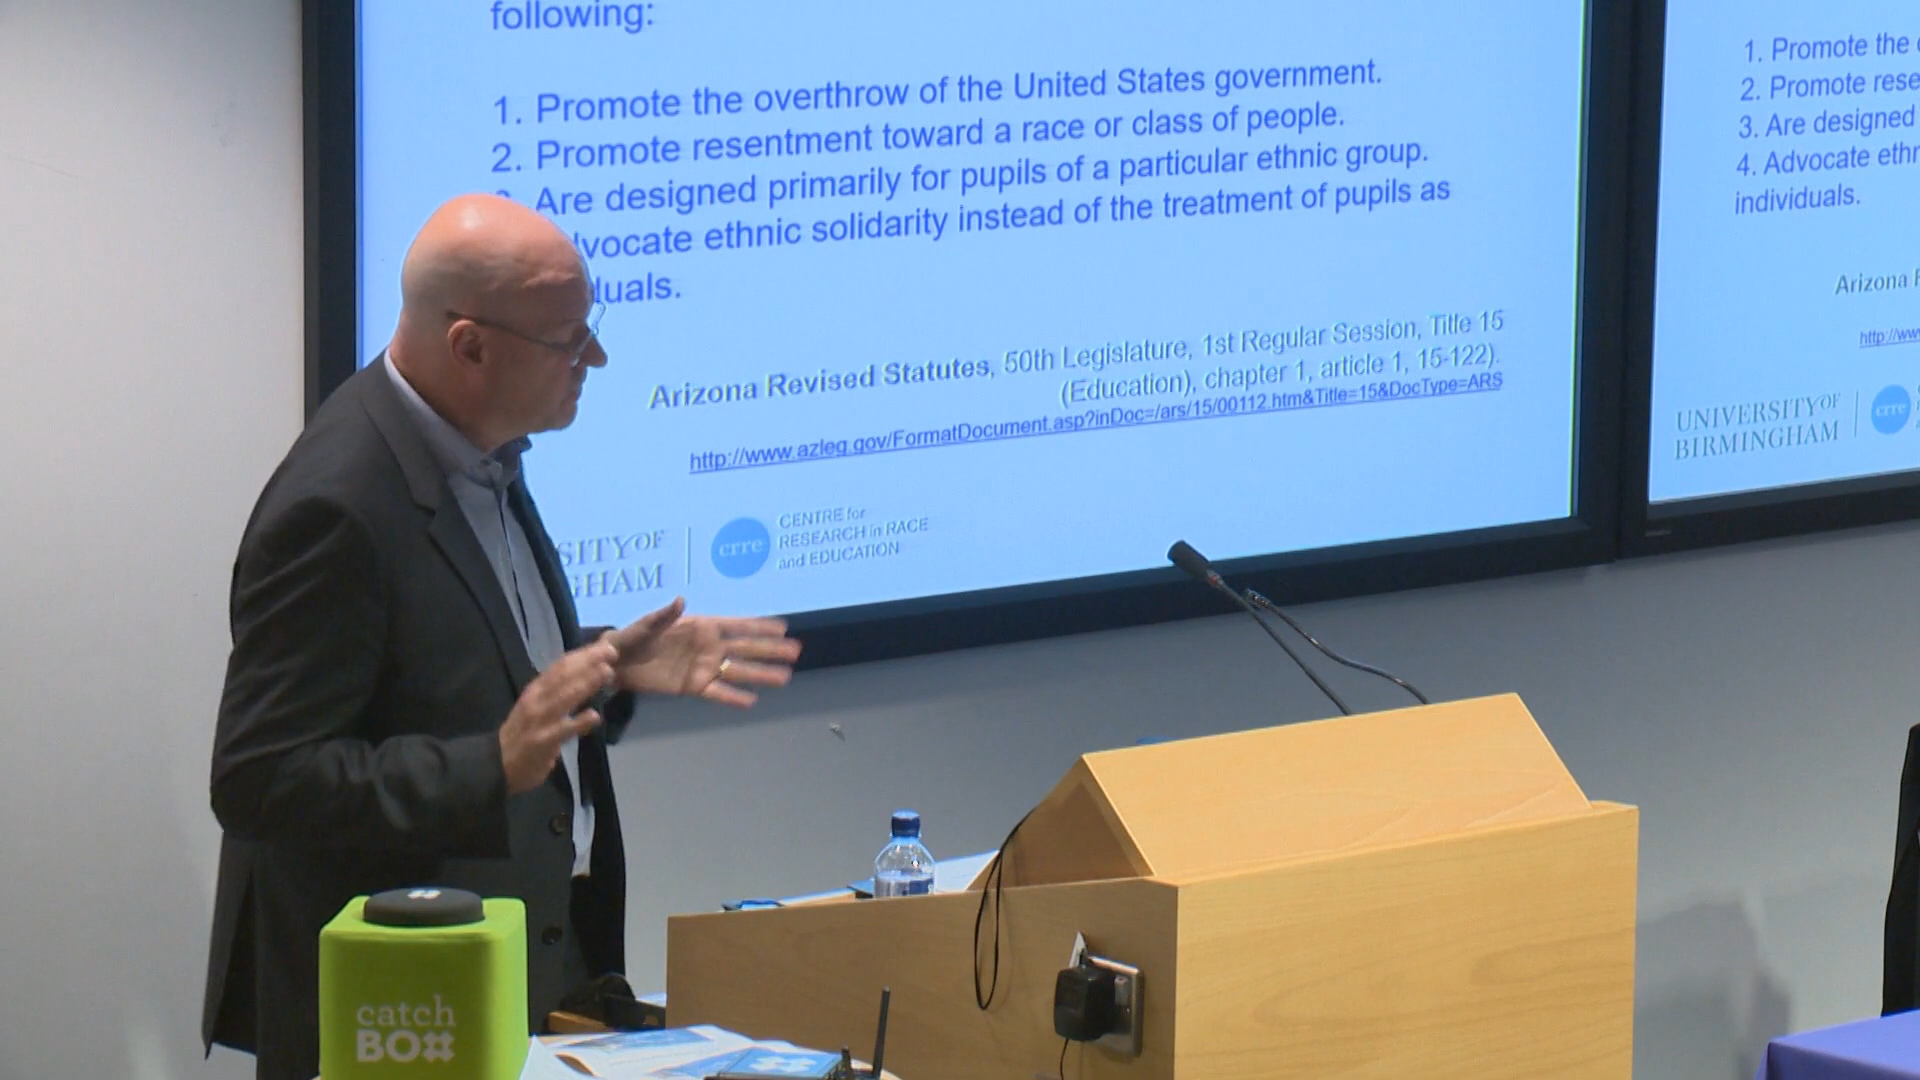 following:
1. Promote the overthrow of the United States government.
2. Promote resentment toward a race or class of people.
Are designed primarily for pupils of a particular ethnic group.
vocate ethnic solidarity instead of the treatment of pupils as
duals.
Arizona Revised Statutes, 50th Legislature, 1st Regular Session, Title 15
(Education), chapter 1, article 1, 15-122).
http://www.azleg.gov/FormatDocument.asp?inDoc=/ars/15/00112.htm&Title=15&DocType=ARS
SITYOF
GHAM
crre
CENTRE for
RESEARCH in RACE
and EDUCATION
1. Promote the
2. Promote rese
3. Are designed
4. Advocate ethn
individuals.
Arizona
http://www
UNIVERSITYOF
BIRMINGHAM
crre
catch
BOX